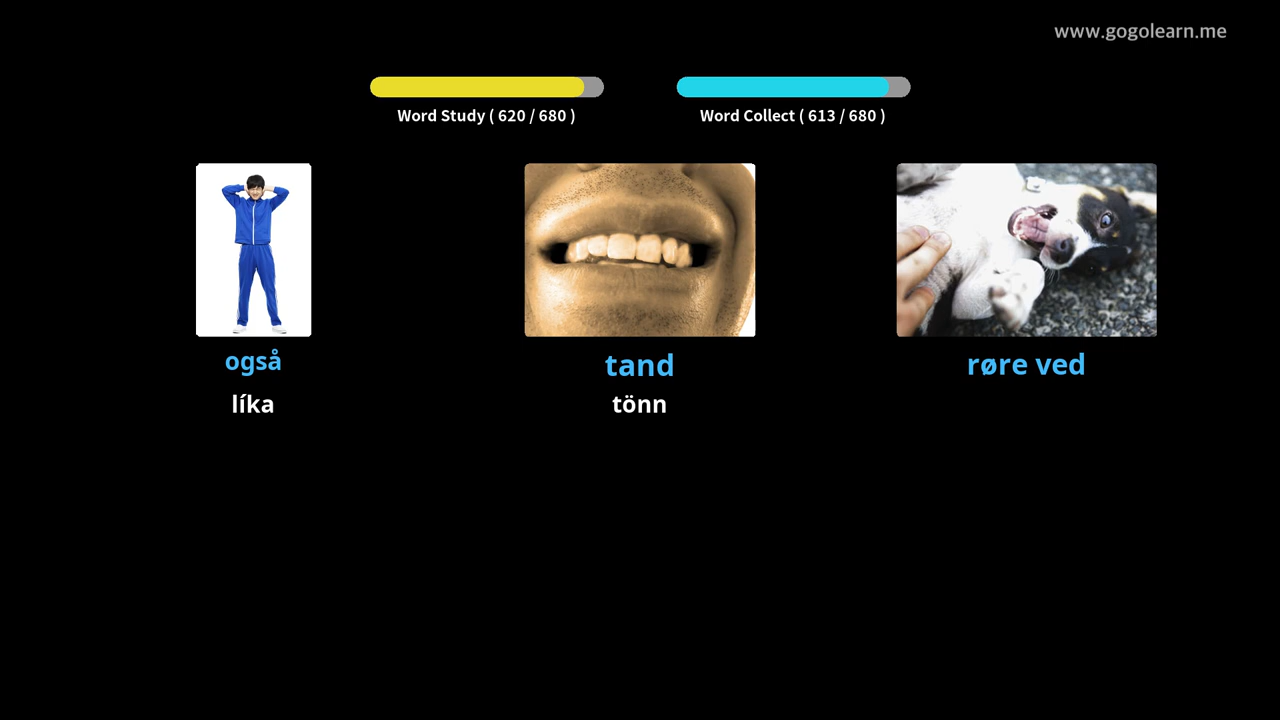 www.gogolearn.me
Word Study ( 620 / 680 )
Word Collect ( 613 / 680 )
også
tand
røre ved
líka
tönn